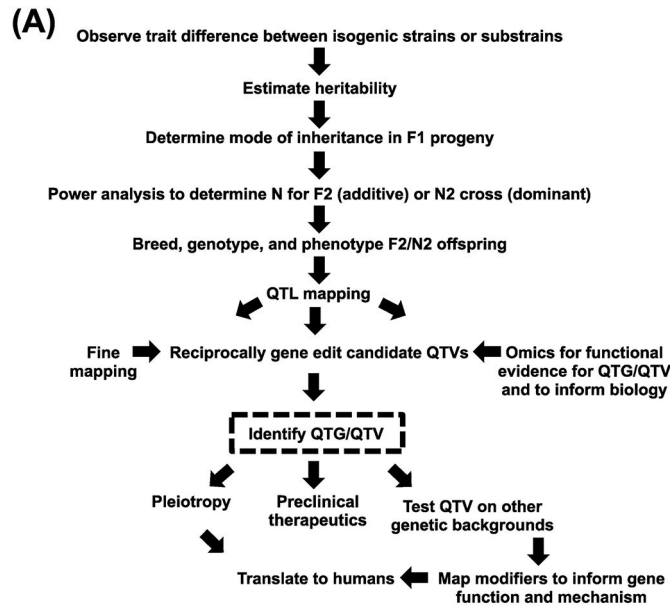 (A)
Observe trait difference between isogenic strains or substrains
Estimate heritability
Determine mode of inheritance in F1 progeny
Power analysis to determine N for F2 (additive) or N2 cross (dominant)
Breed, genotype, and phenotype F2/N2 offspring
QTL mapping
Fine
mapping
Reciprocally gene edit candidate QTVs
Omics for functional
evidence for QTG/QTV
and to inform biology
Identify QTG/QTV
Pleiotropy
Preclinical
therapeutics
Test QTV on other
genetic backgrounds
Translate to humans
Map modifiers to inform gene
function and mechanism